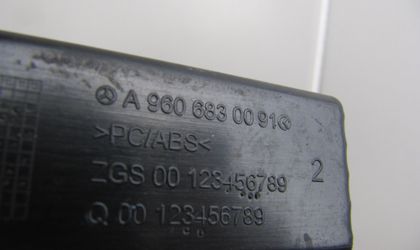 A 960 683 00 91
>PC/ABS<
ZGS 00 123456789
2
Q 00 123456789